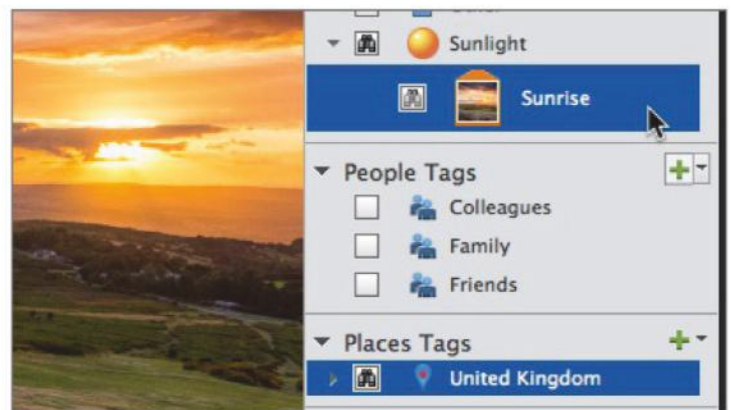 Sunlight
Sunrise
People Tags
Colleagues
Family
Friends
Places Tags
United Kingdom